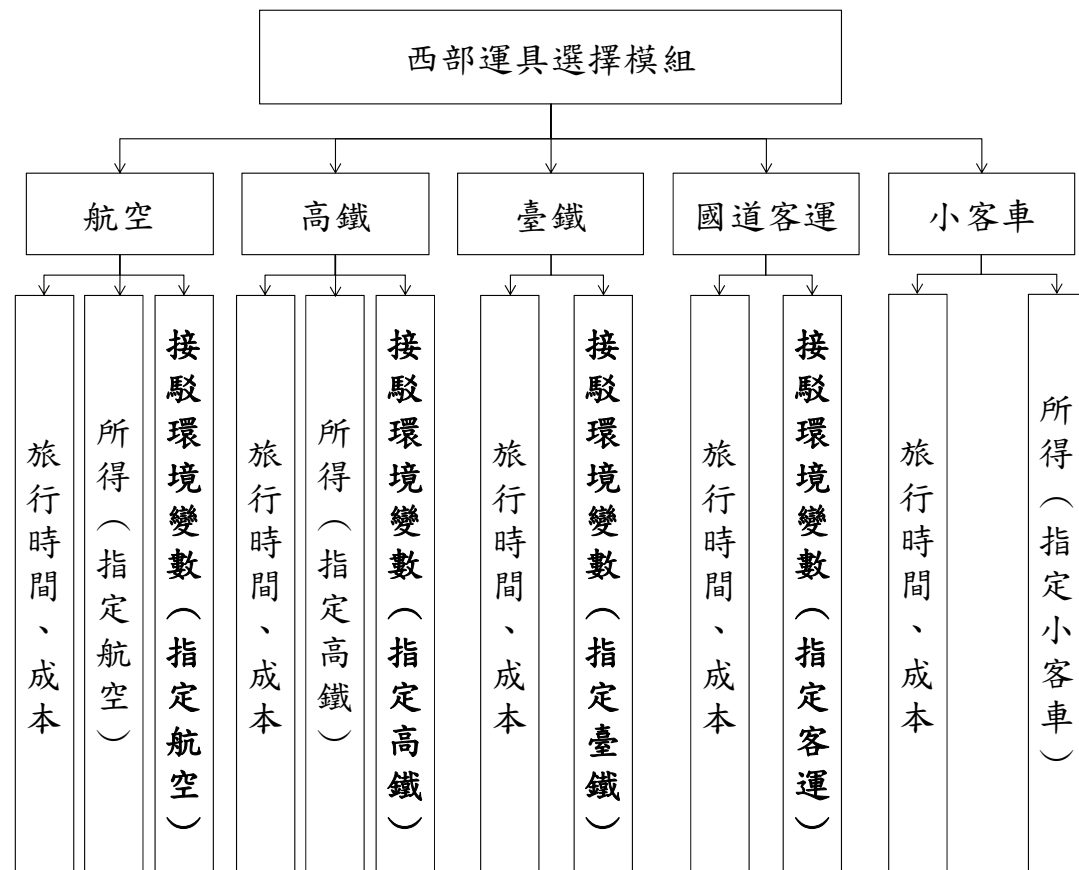 西部運具選擇模組
航空
高鐵
臺鐵
國道客運
小客車
旅行時間、成本
所得（指定航空）
接駁環境變數（指定航空）
旅行時間、成本
所得（指定高鐵）
接駁環境變數（指定高鐵）
旅行時間、成本
接駁環境變數（指定臺鐵）
旅行時間、成本
接駁環境變數（指定客運）
旅行時間、成本
所得（指定小客車）